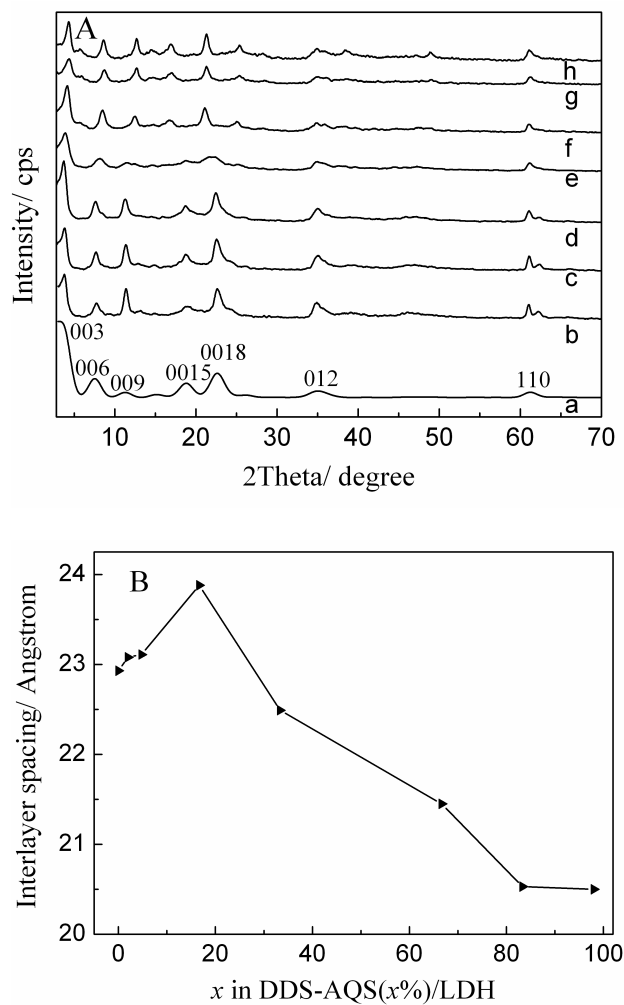 A
Intensity/ cps
h
g
f
e
d
c
b
a
003
006
009
0015
0018
012
110
10 20 30 40 50 60 70
2Theta/ degree
B
Interlayer spacing/ Angstrom
24
23
22
21
20
0 20 40 60 80 100
x in DDS-AQS(x%)/LDH